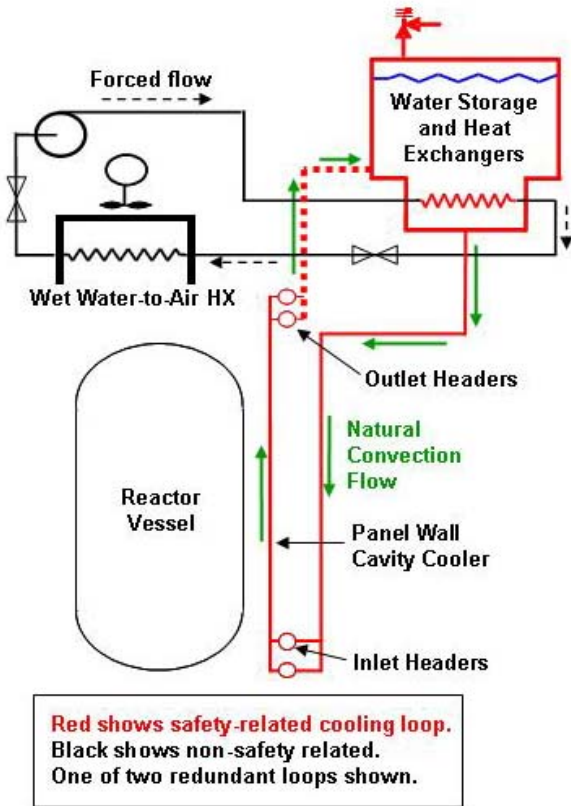 Forced flow
Water Storage
and Heat
Exchangers
Wet Water-to-Air HX
Outlet Headers
Natural
Convection
Flow
Reactor
Vessel
Panel Wall
Cavity Cooler
Inlet Headers
Red shows safety-related cooling loop.
Black shows non-safety related.
One of two redundant loops shown.